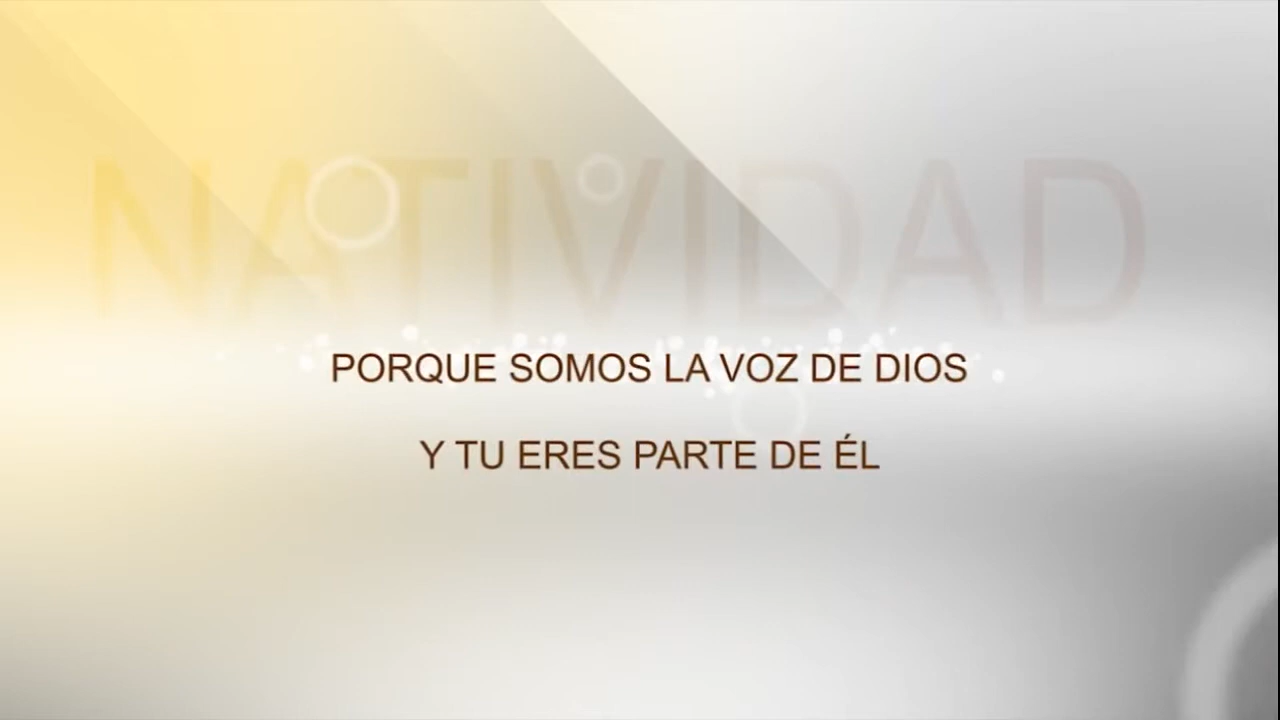 NATIVIDAD
PORQUE SOMOS LA VOZ DE DIOS
Y TU ERES PARTE DE ÉL